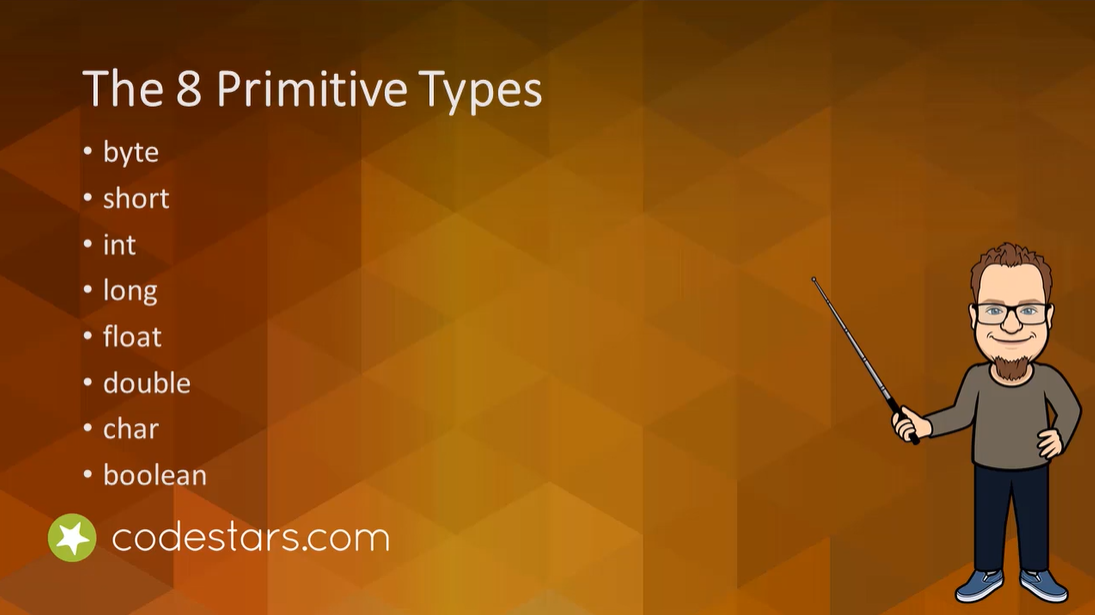 The 8 Primitive Types
• byte
• short
• int
• long
• float
• double
• char
• boolean
codestars.com